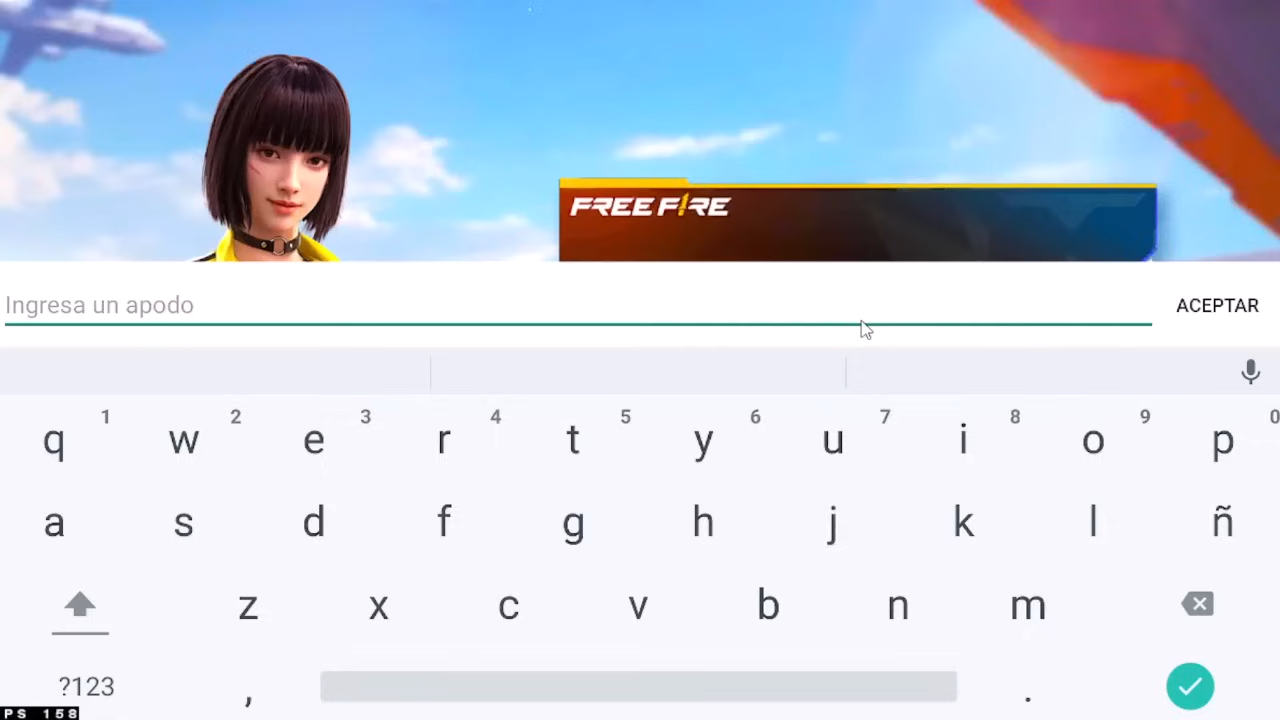 FREE FIRE
Ingresa un apodo
ACEPTAR
1 2 3 4 5 6 7 8 9 0
q w e r t y u i o p
a s d f g h j k l ñ
z x c v b n m
?123 , .
PS 158